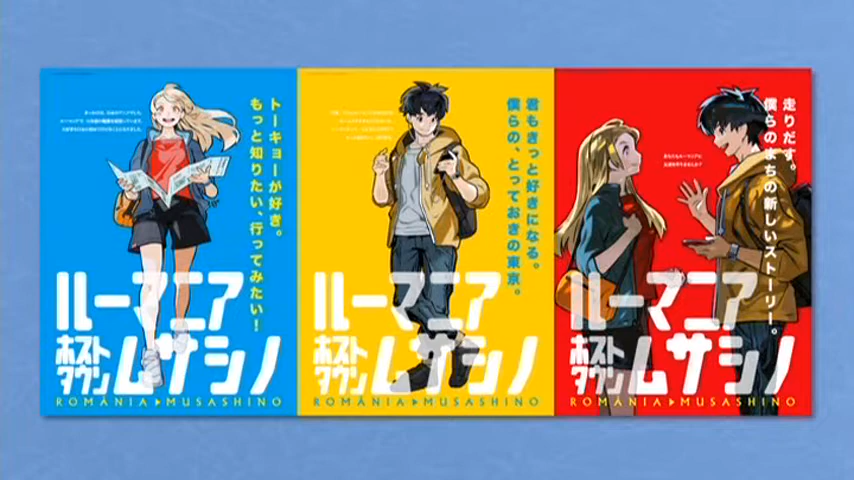 トーキョーが好き。
もっと知りたい、行ってみたい！
ルーマニア
ホスト
タウン
ムサシノ
ROMÂNIA▶MUSASHINO
君もきっと好きになる。
僕らの、とっておきの東京。
ルーマニア
ホスト
タウン
ムサシノ
ROMÂNIA▶MUSASHINO
走りだす。
僕らのまちの新しいストーリー。
ルーマニア
ホスト
タウン
ムサシノ
ROMÂNIA▶MUSASHINO